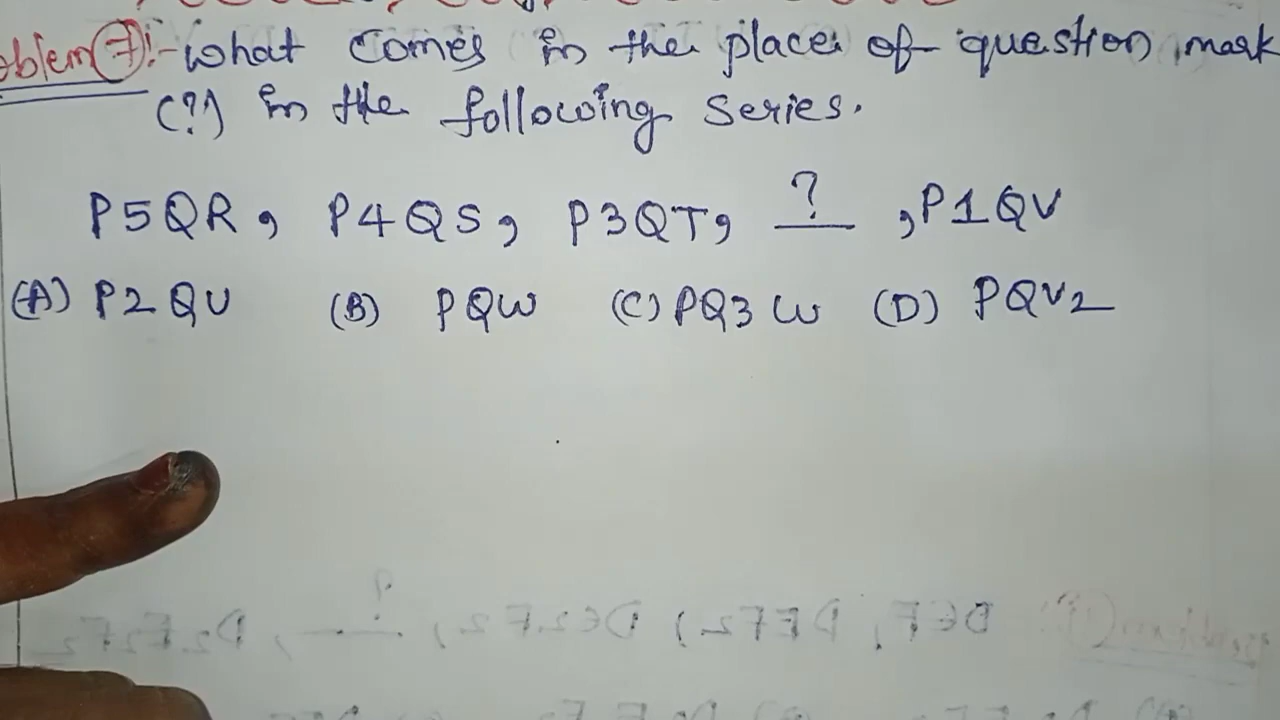 oblem 7:- what comes in the place of question mark
(?) in the following series.
P5QR, P4QS, P3QT, ?, P1QV
(A) P2QU (B) PQW (C) PQ3W (D) PQV2